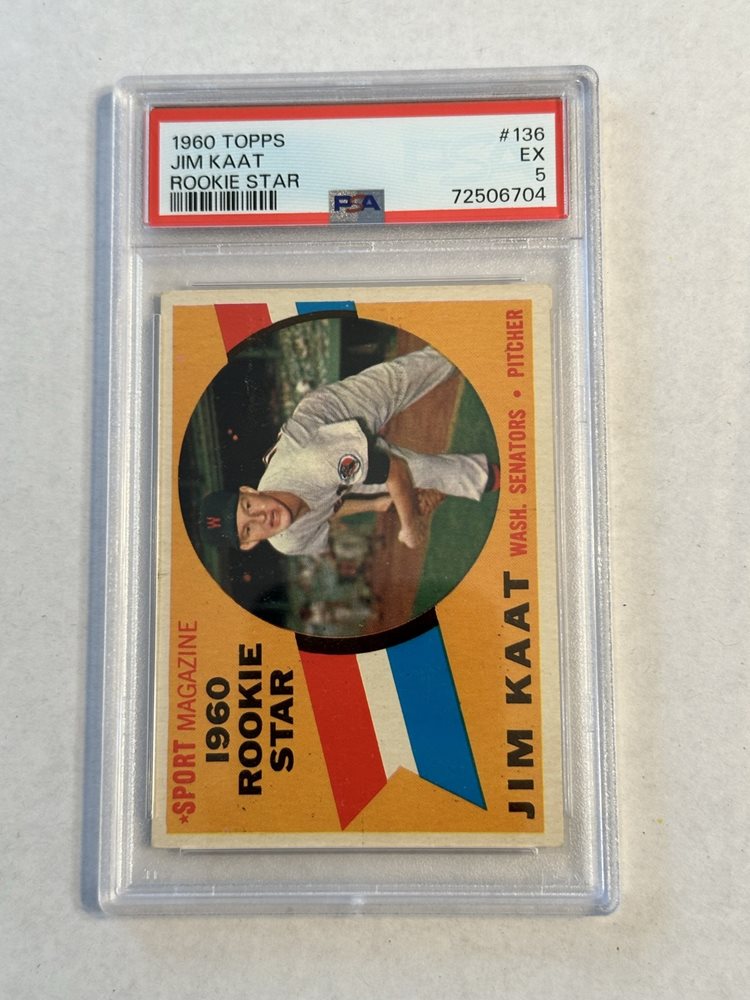 1960 TOPPS #136
JIM KAAT EX
ROOKIE STAR 5
PSA 72506704
★SPORT MAGAZINE
1960
ROOKIE
STAR
W
JIM KAAT WASH. SENATORS • PITCHER